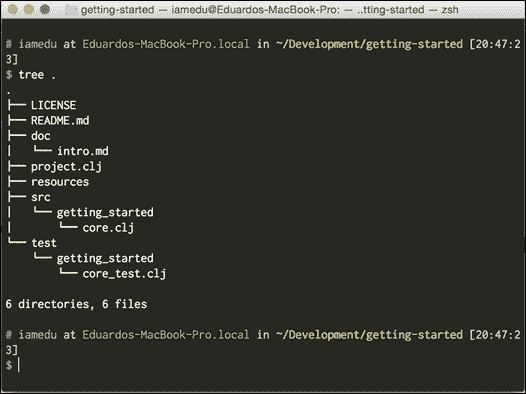 getting-started — iamedu@Eduardos-MacBook-Pro: — ..tting-started — zsh
# iamedu at Eduardos-MacBook-Pro.local in ~/Development/getting-started [20:47:2
3]
$ tree .
.
├── LICENSE
├── README.md
├── doc
│   └── intro.md
├── project.clj
├── resources
├── src
│   └── getting_started
│       └── core.clj
└── test
    └── getting_started
        └── core_test.clj
6 directories, 6 files
# iamedu at Eduardos-MacBook-Pro.local in ~/Development/getting-started [20:47:2
3]
$